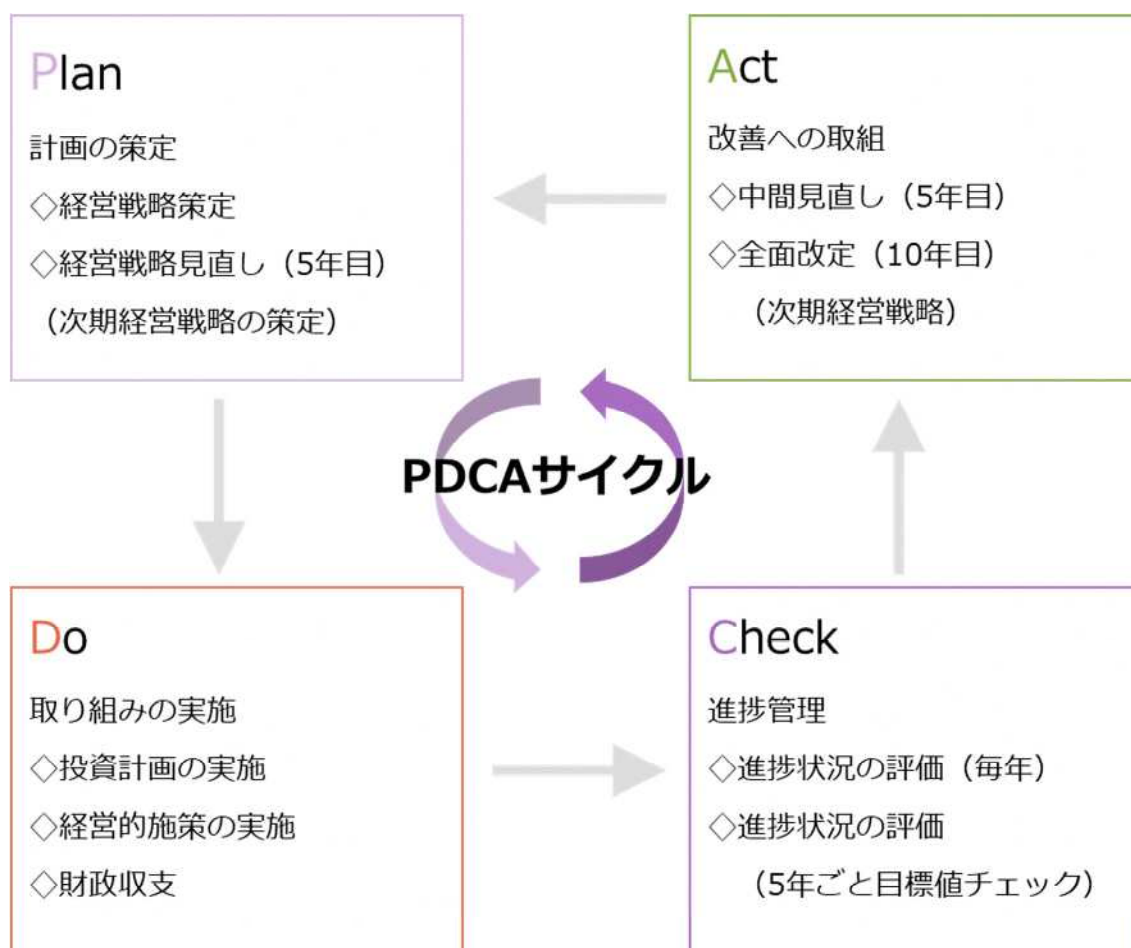 Plan
計画の策定
◇経営戦略策定
◇経営戦略見直し（5年目）
（次期経営戦略の策定）
Act
改善への取組
◇中間見直し（5年目）
◇全面改定（10年目）
（次期経営戦略）
PDCAサイクル
Do
取り組みの実施
◇投資計画の実施
◇経営的施策の実施
◇財政収支
Check
進捗管理
◇進捗状況の評価（毎年）
◇進捗状況の評価
（5年ごと目標値チェック）